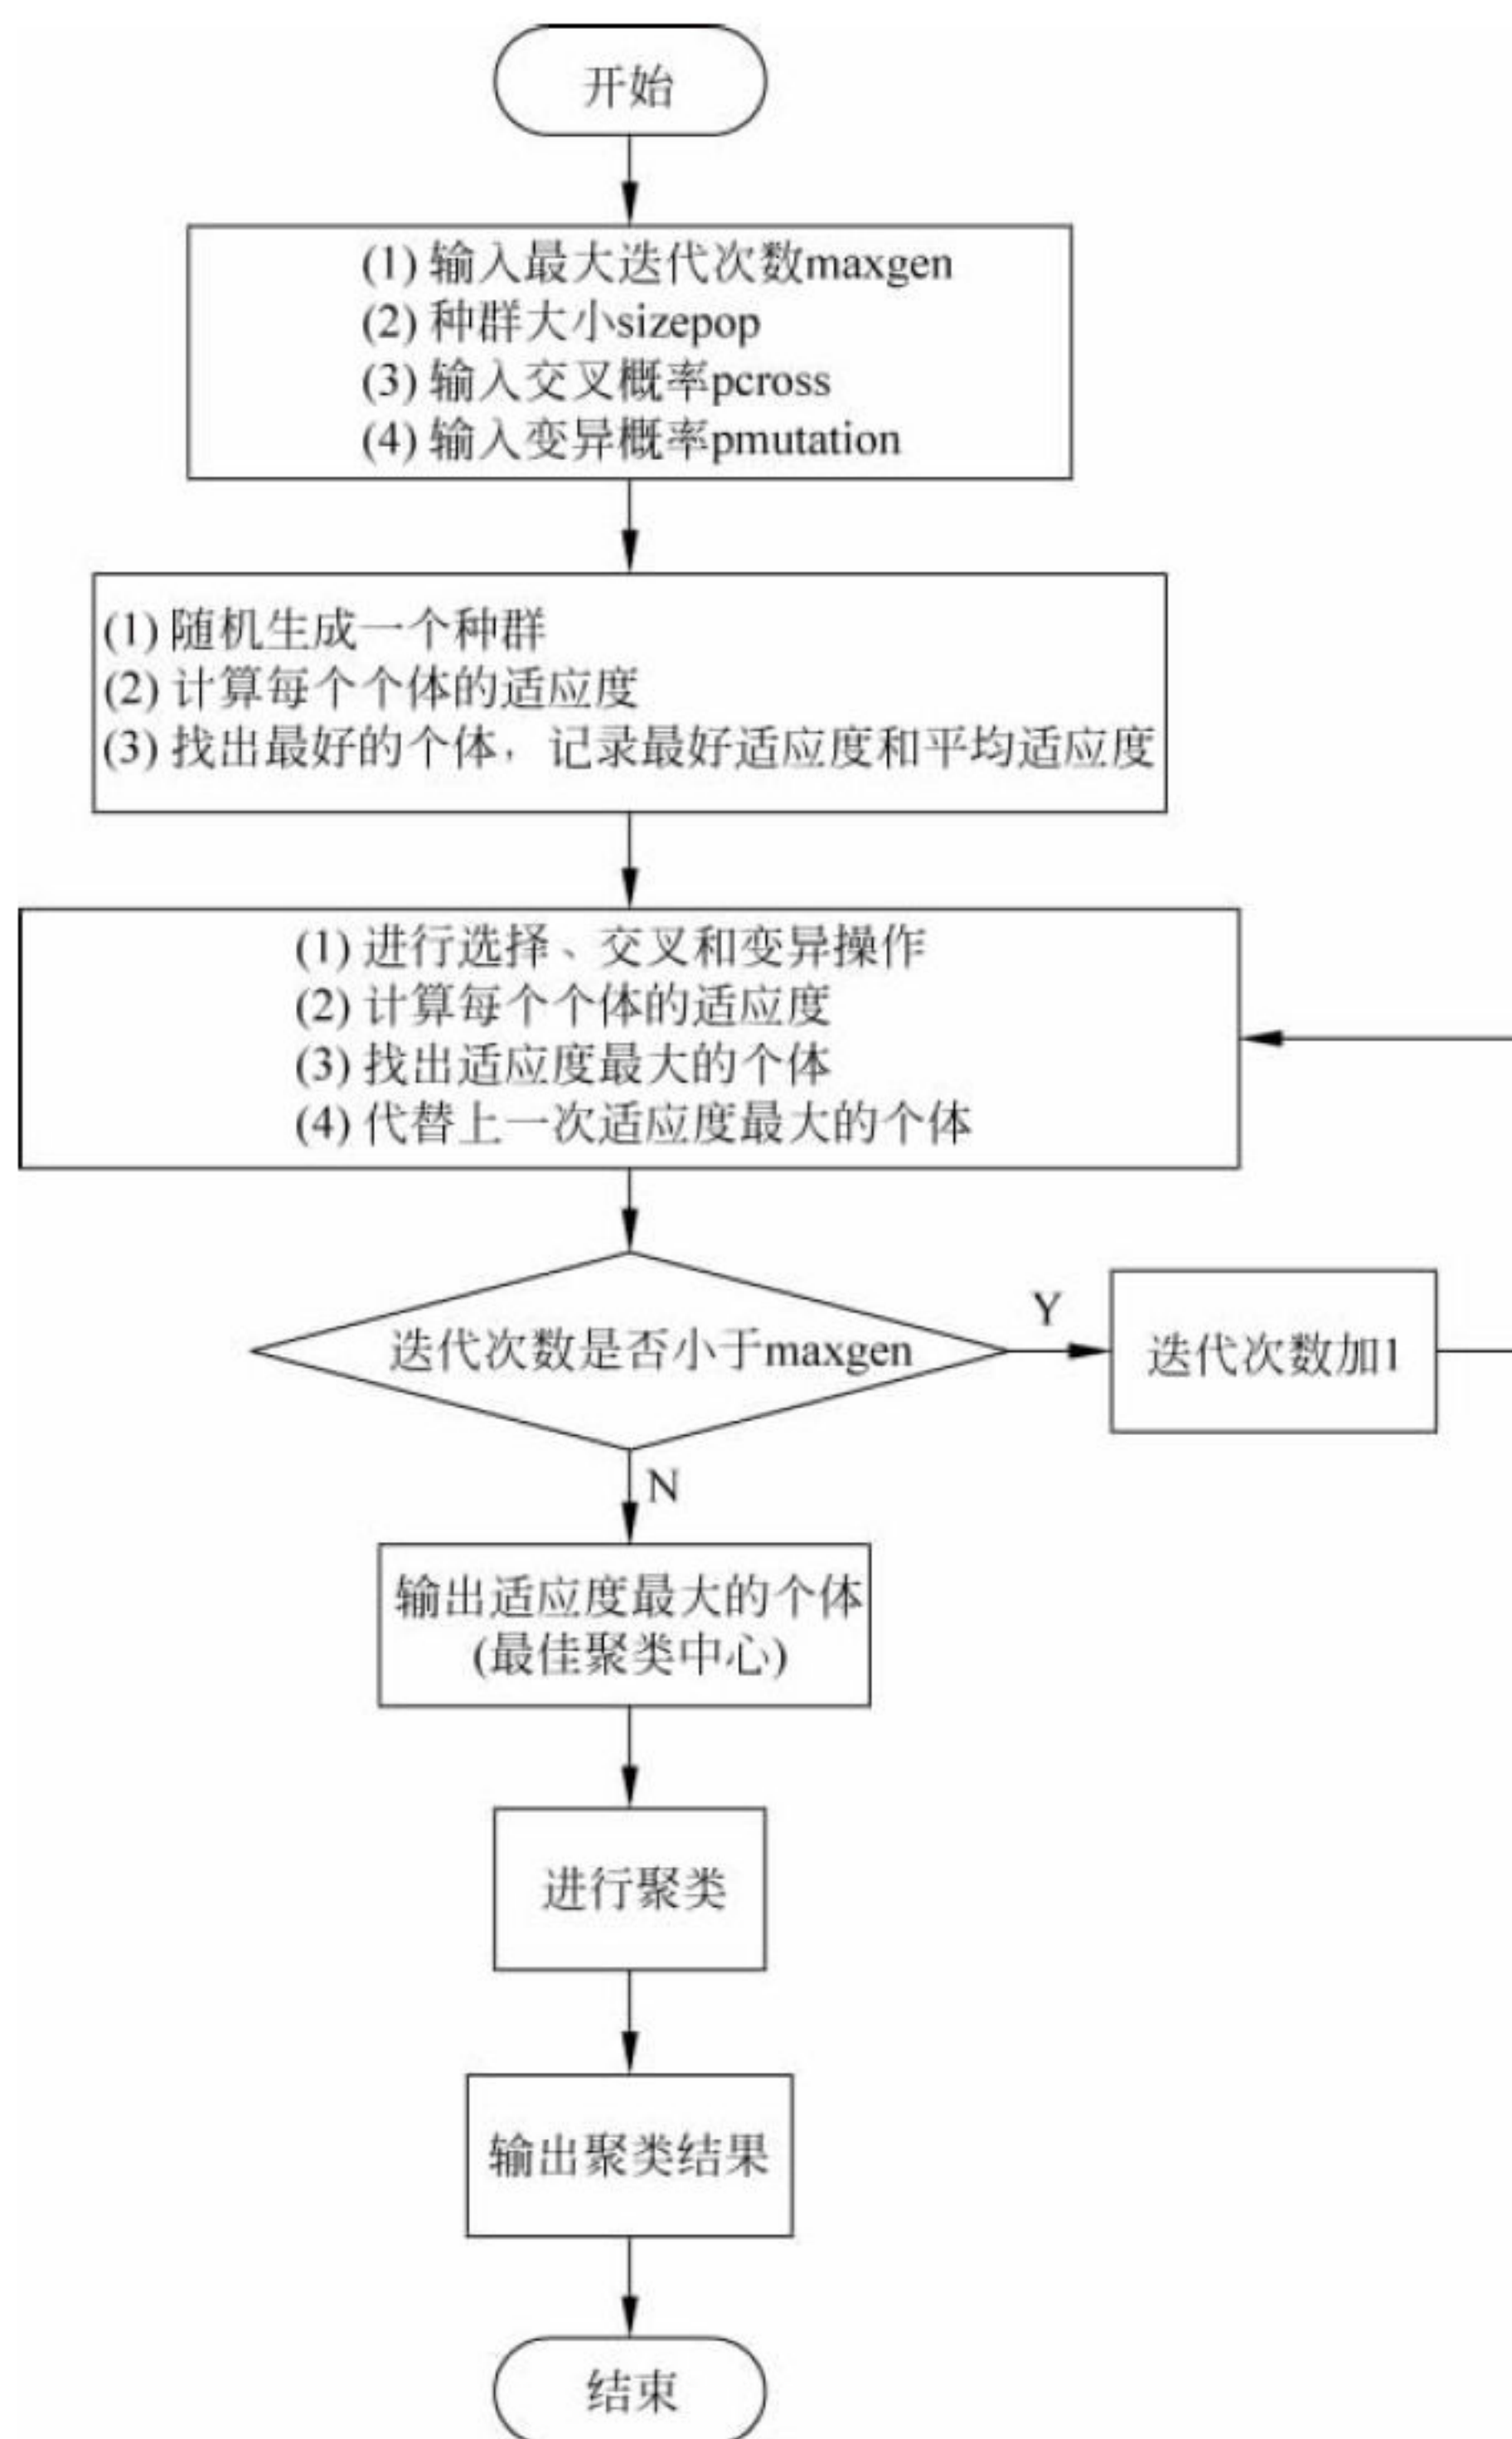 开始
(1) 输入最大迭代次数maxgen
(2) 种群大小sizepop
(3) 输入交叉概率pcross
(4) 输入变异概率pmutation
(1) 随机生成一个种群
(2) 计算每个个体的适应度
(3) 找出最好的个体，记录最好适应度和平均适应度
(1) 进行选择、交叉和变异操作
(2) 计算每个个体的适应度
(3) 找出适应度最大的个体
(4) 代替上一次适应度最大的个体
迭代次数是否小于maxgen
Y
迭代次数加1
N
输出适应度最大的个体
(最佳聚类中心)
进行聚类
输出聚类结果
结束